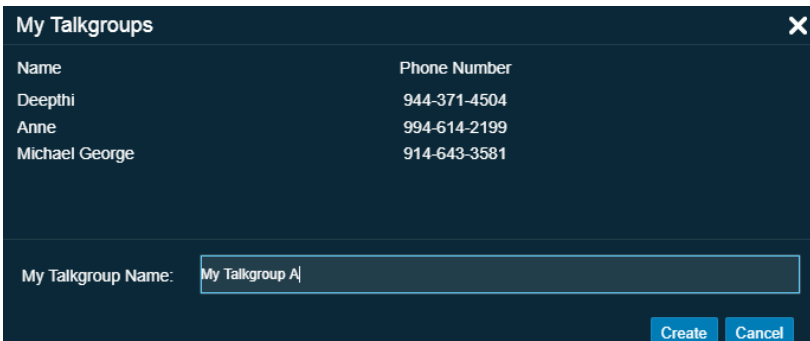 My Talkgroups
Name Phone Number
Deepthi 944-371-4504
Anne 994-614-2199
Michael George 914-643-3581
My Talkgroup Name: My Talkgroup A
Create Cancel